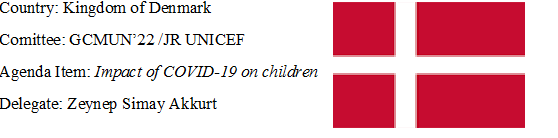 Country: Kingdom of Denmark
Comittee: GCMUN’22 /JR UNICEF
Agenda Item: Impact of COVID-19 on children
Delegate: Zeynep Simay Akkurt